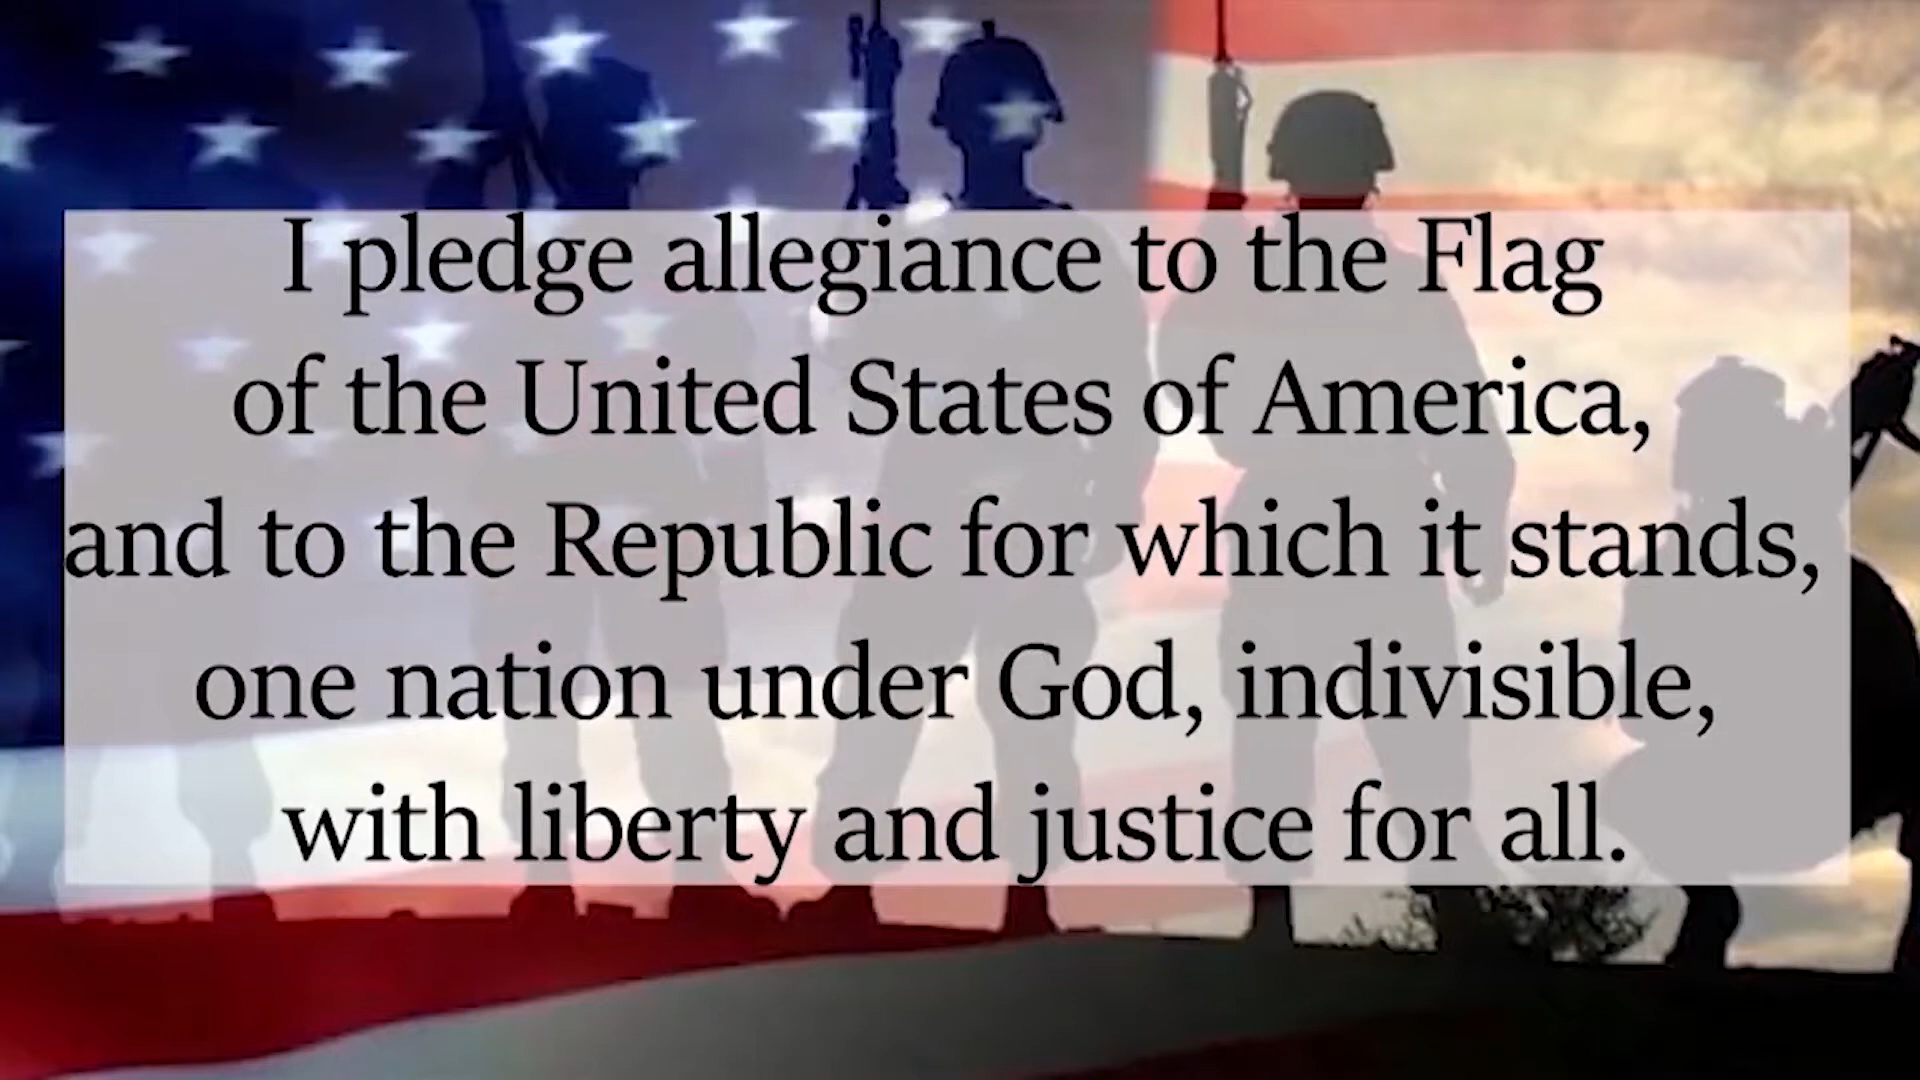 I pledge allegiance to the Flag
of the United States of America,
and to the Republic for which it stands,
one nation under God, indivisible,
with liberty and justice for all.